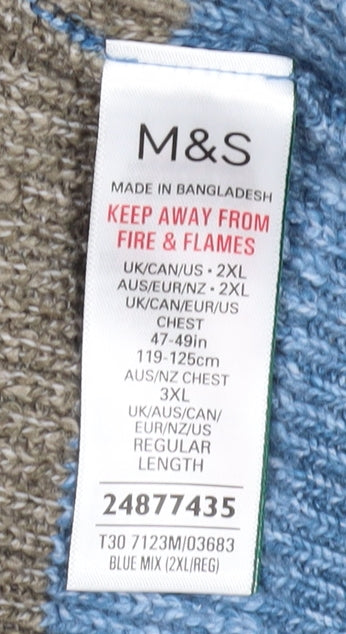 M&S
MADE IN BANGLADESH
KEEP AWAY FROM
FIRE & FLAMES
UK/CAN/US • 2XL
AUS/EUR/NZ • 2XL
UK/CAN/EUR/US
CHEST
47-49in
119-125cm
AUS/NZ CHEST
3XL
UK/AUS/CAN/
EUR/NZ/US
REGULAR
LENGTH
24877435
T30 7123M/03683
BLUE MIX (2XL/REG)